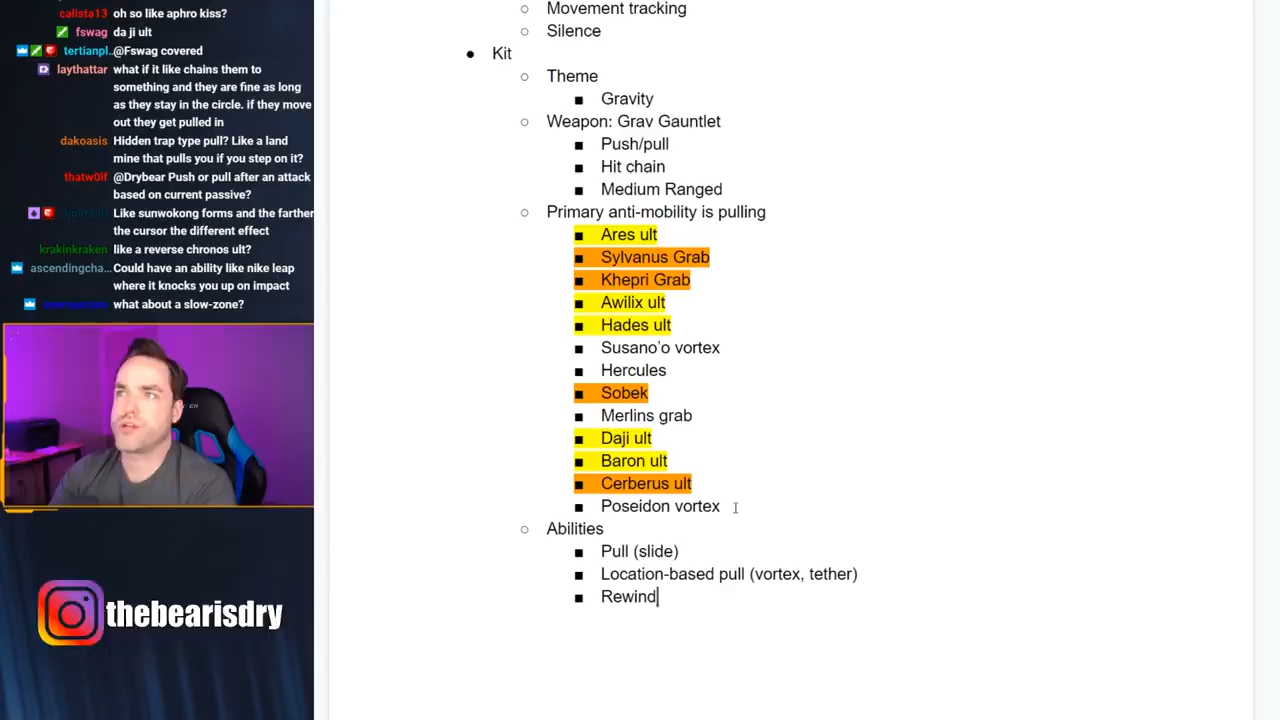 calista13 oh so like aphro kiss?
fswag da ji ult
tertianpl.. @Fswag covered
laythattar what if it like chains them to
something and they are fine as long
as they stay in the circle. if they move
out they get pulled in
dakoasis Hidden trap type pull? Like a land
mine that pulls you if you step on it?
thatw0lf @Drybear Push or pull after an attack
based on current passive?
Like sunwokong forms and the farther
the cursor the different effect
krakinkraken like a reverse chronos ult?
ascendingcha... Could have an ability like nike leap
where it knocks you up on impact
what about a slow-zone?
thebearisdry
Movement tracking
Silence
Kit
Theme
Gravity
Weapon: Grav Gauntlet
Push/pull
Hit chain
Medium Ranged
Primary anti-mobility is pulling
Ares ult
Sylvanus Grab
Khepri Grab
Awilix ult
Hades ult
Susano'o vortex
Hercules
Sobek
Merlins grab
Daji ult
Baron ult
Cerberus ult
Poseidon vortex
Abilities
Pull (slide)
Location-based pull (vortex, tether)
Rewind